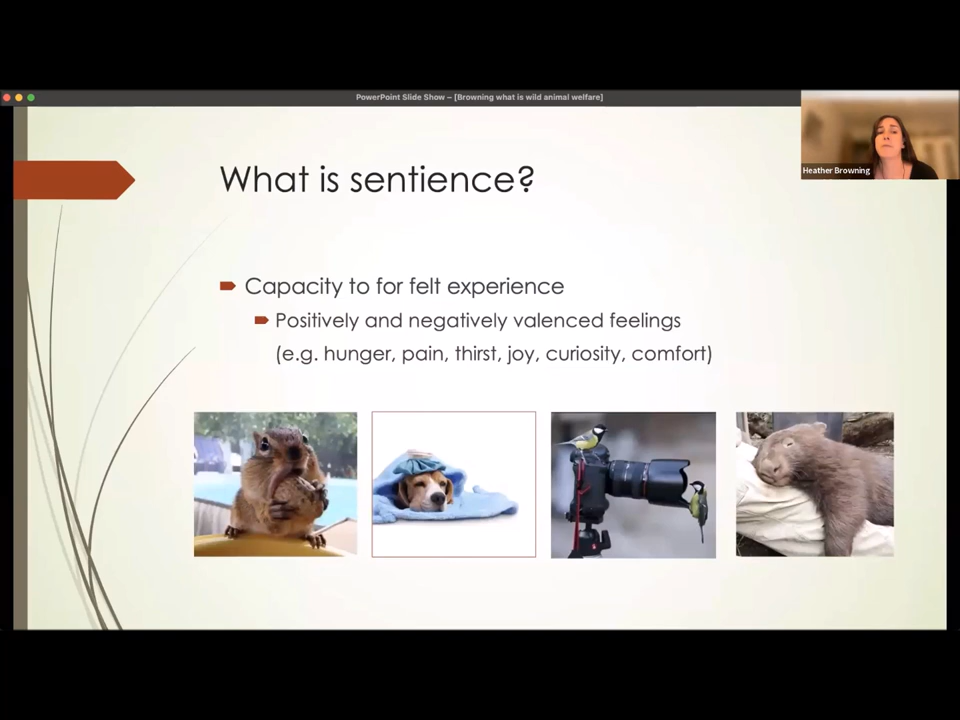 PowerPoint Slide Show – [Browning what is wild animal welfare]
Heather Browning
What is sentience?
Capacity to for felt experience
Positively and negatively valenced feelings
(e.g. hunger, pain, thirst, joy, curiosity, comfort)